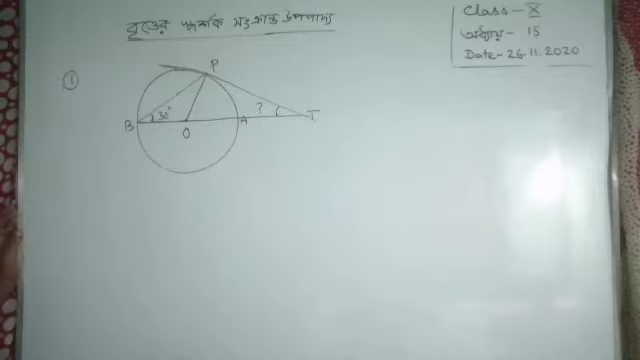 বৃত্তের স্পর্শক সংক্রান্ত উপপাদ্য
Class - X
অধ্যায় - 15
Date - 26.11.2020
①
P
B 30° O A ? T